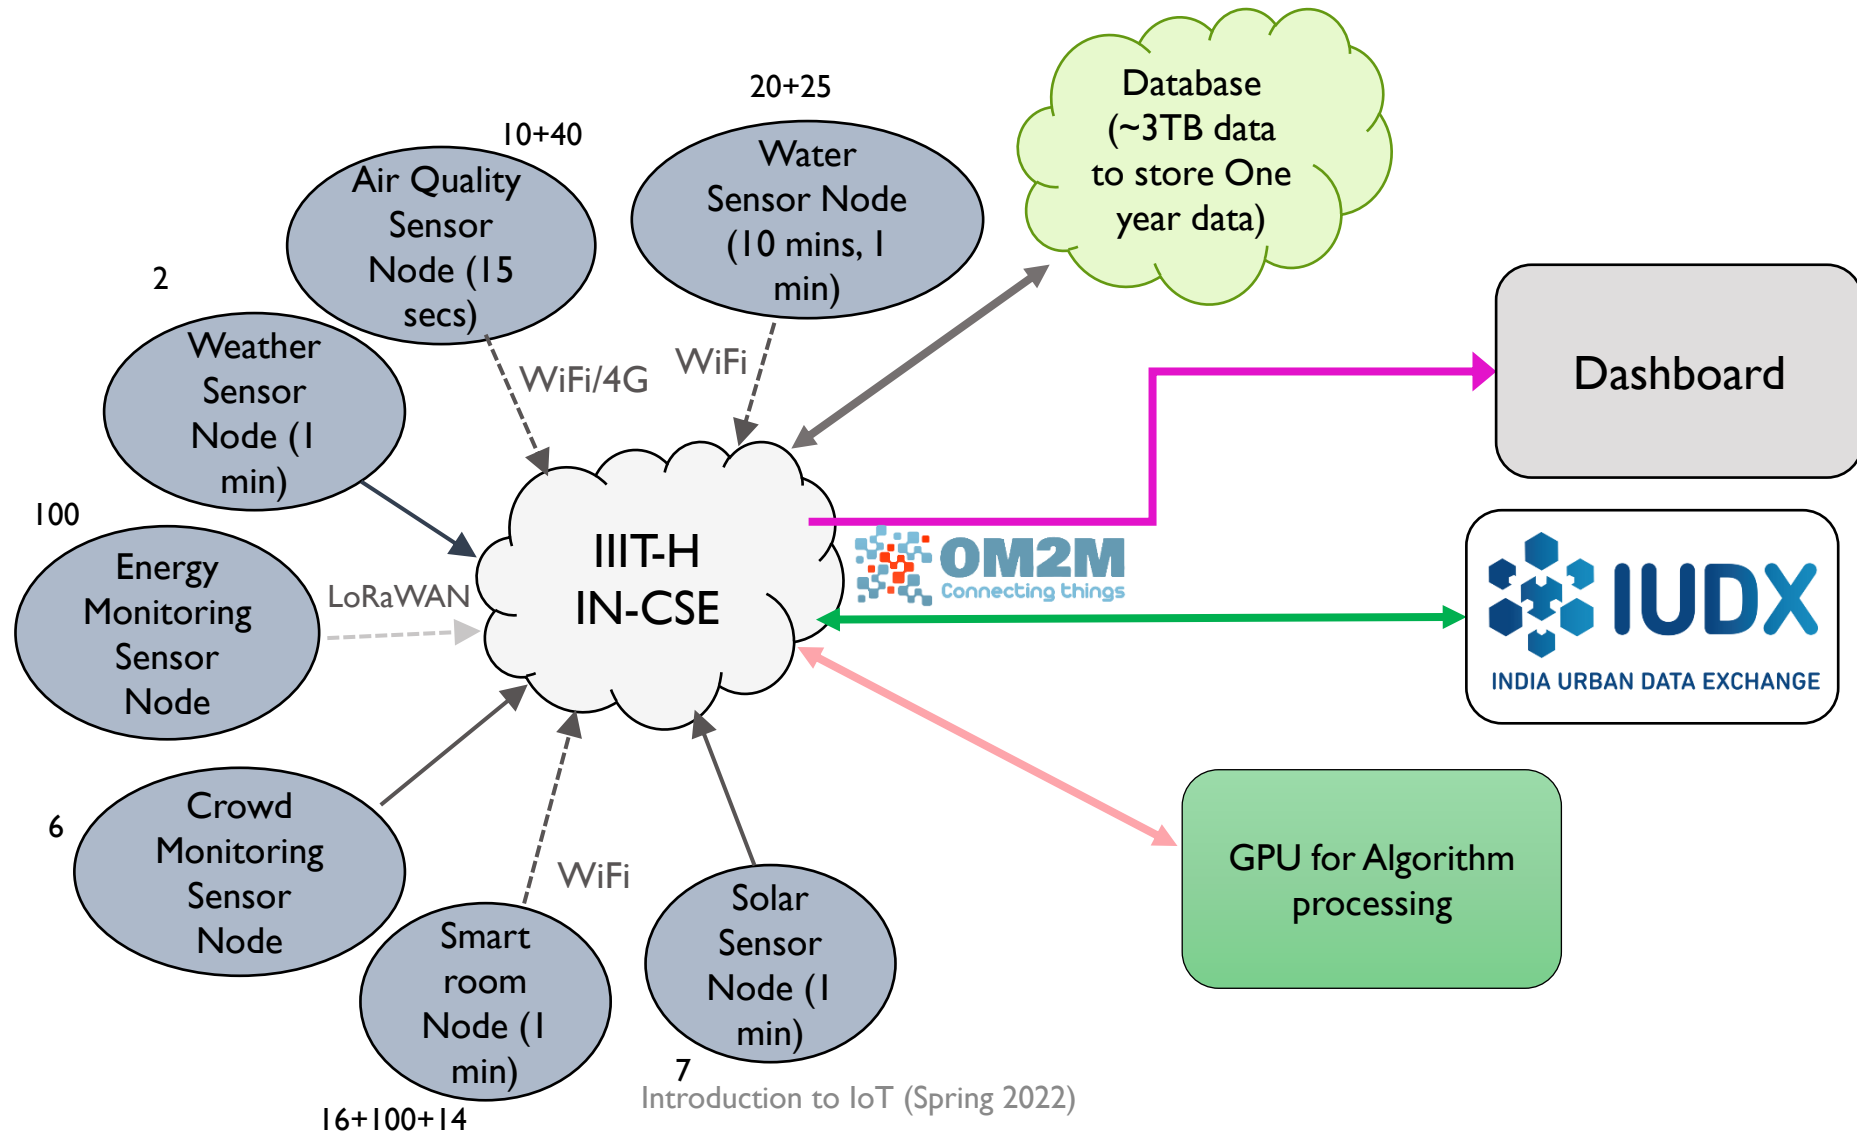 20+25
Water
Sensor Node
(10 mins, 1
min)
10+40
Air Quality
Sensor
Node (15
secs)
2
Weather
Sensor
Node (1
min)
100
Energy
Monitoring
Sensor
Node
6
Crowd
Monitoring
Sensor
Node
Smart
room
Node (1
min)
16+100+14
Solar
Sensor
Node (1
min)
7
WiFi/4G
WiFi
LoRaWAN
WiFi
IIIT-H
IN-CSE
OM2M
Connecting things
Database
(~3TB data
to store One
year data)
Dashboard
IUDX
INDIA URBAN DATA EXCHANGE
GPU for Algorithm
processing
Introduction to IoT (Spring 2022)